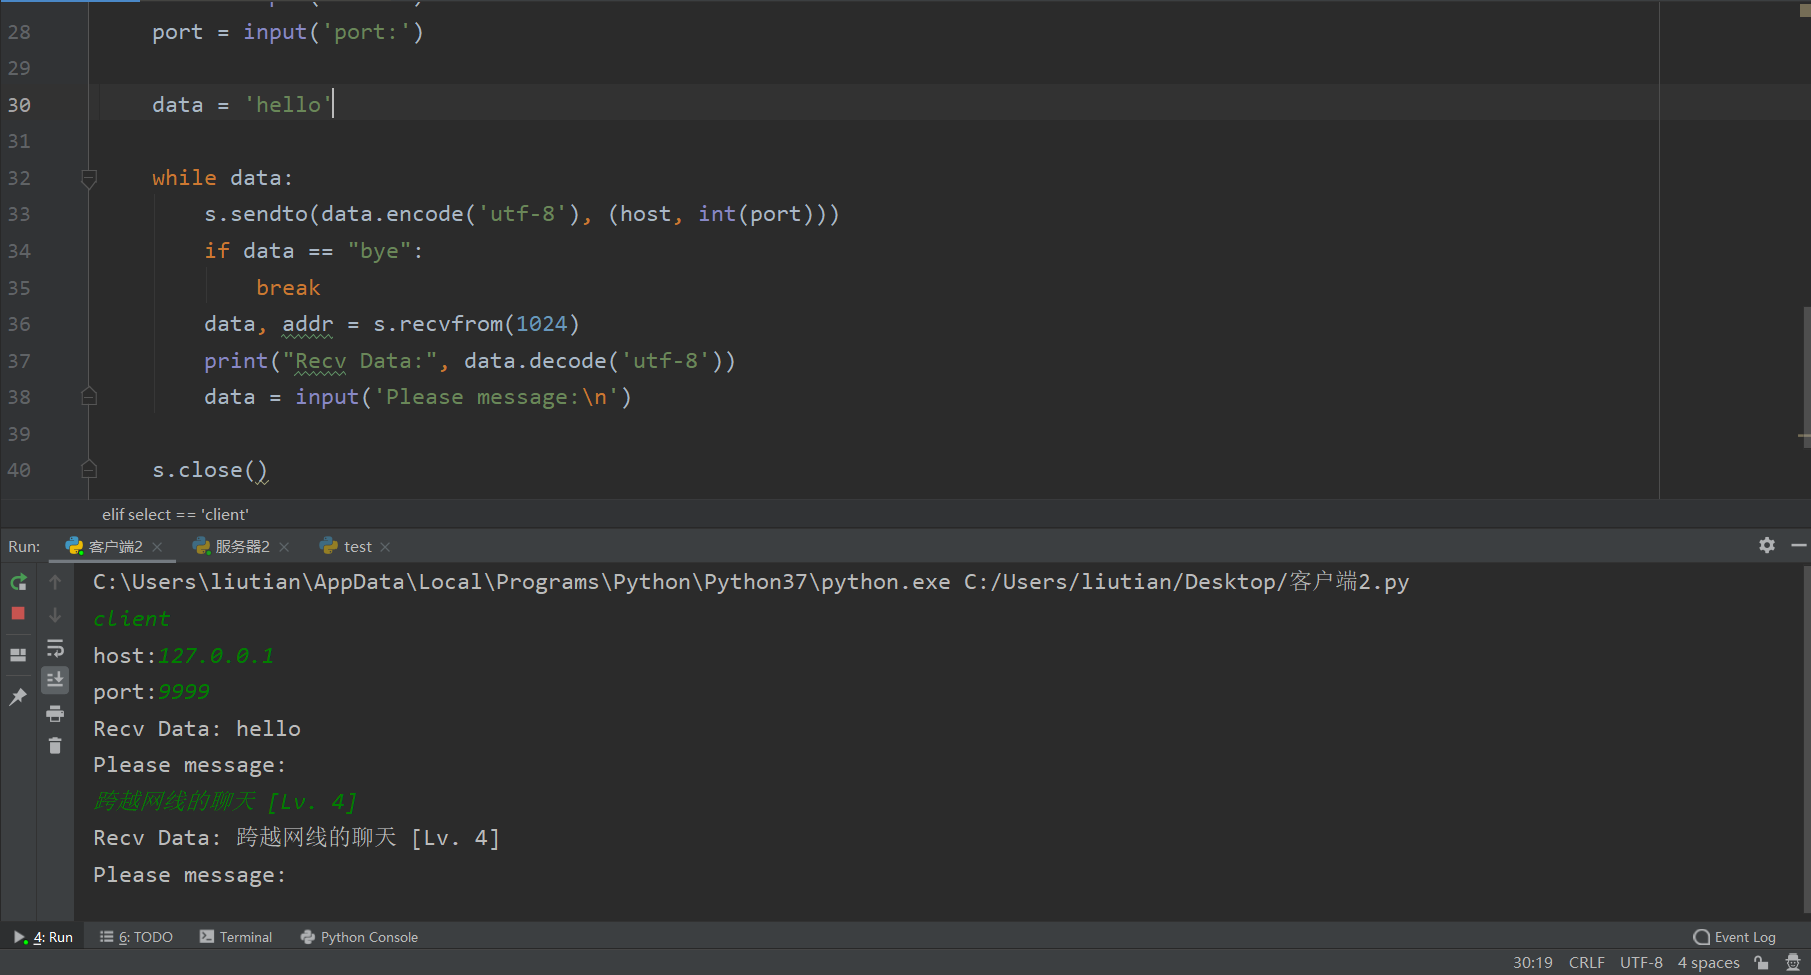 28 port = input('port:')
29
30 data = 'hello'
31
32 while data:
33 s.sendto(data.encode('utf-8'), (host, int(port)))
34 if data == "bye":
35 break
36 data, addr = s.recvfrom(1024)
37 print("Recv Data:", data.decode('utf-8'))
38 data = input('Please message:\n')
39
40 s.close()
elif select == 'client'
Run: 客户端2 服务器2 test
C:\Users\liutian\AppData\Local\Programs\Python\Python37\python.exe C:/Users/liutian/Desktop/客户端2.py
client
host:127.0.0.1
port:9999
Recv Data: hello
Please message:
跨越网线的聊天 [Lv. 4]
Recv Data: 跨越网线的聊天 [Lv. 4]
Please message:
4: Run 6: TODO Terminal Python Console Event Log
30:19 CRLF UTF-8 4 spaces